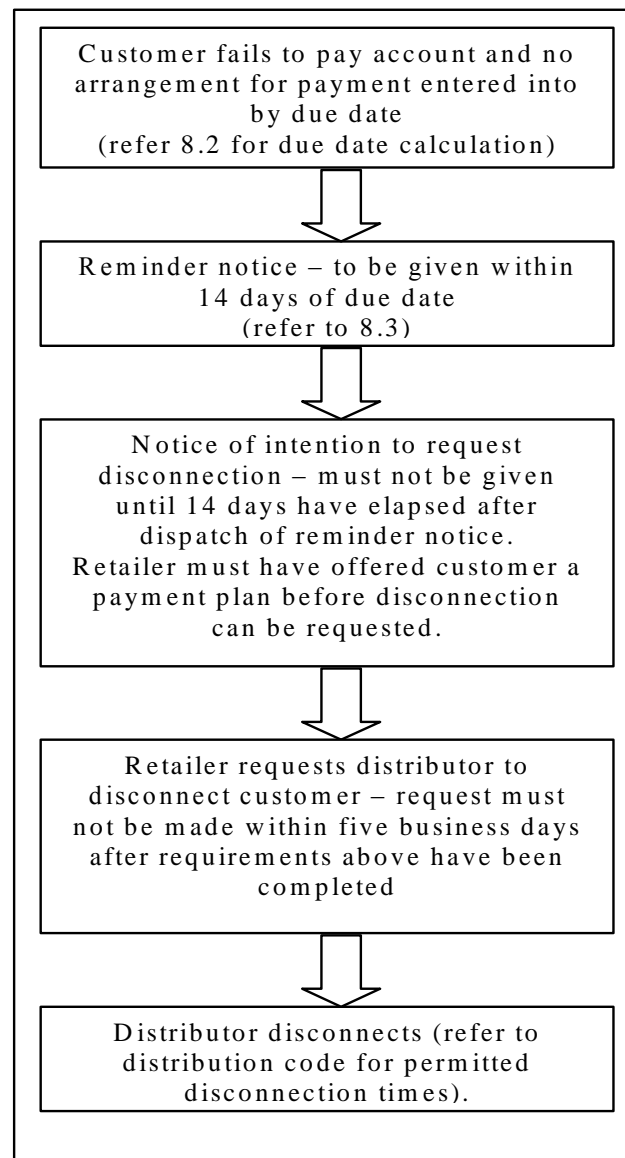 Customer fails to pay account and no
arrangement for payment entered into
by due date
(refer 8.2 for due date calculation)
Reminder notice – to be given within
14 days of due date
(refer to 8.3)
Notice of intention to request
disconnection – must not be given
until 14 days have elapsed after
dispatch of reminder notice.
Retailer must have offered customer a
payment plan before disconnection
can be requested.
Retailer requests distributor to
disconnect customer – request must
not be made within five business days
after requirements above have been
completed
Distributor disconnects (refer to
distribution code for permitted
disconnection times).